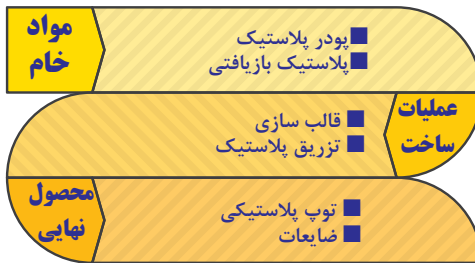 مواد
خام
■پودر پلاستیک
■پلاستیک بازیافتی
عملیات
ساخت
■ قالب سازی
■ تزریق پلاستیک
محصول
نهایی
■ توپ پلاستیکی
■ ضایعات